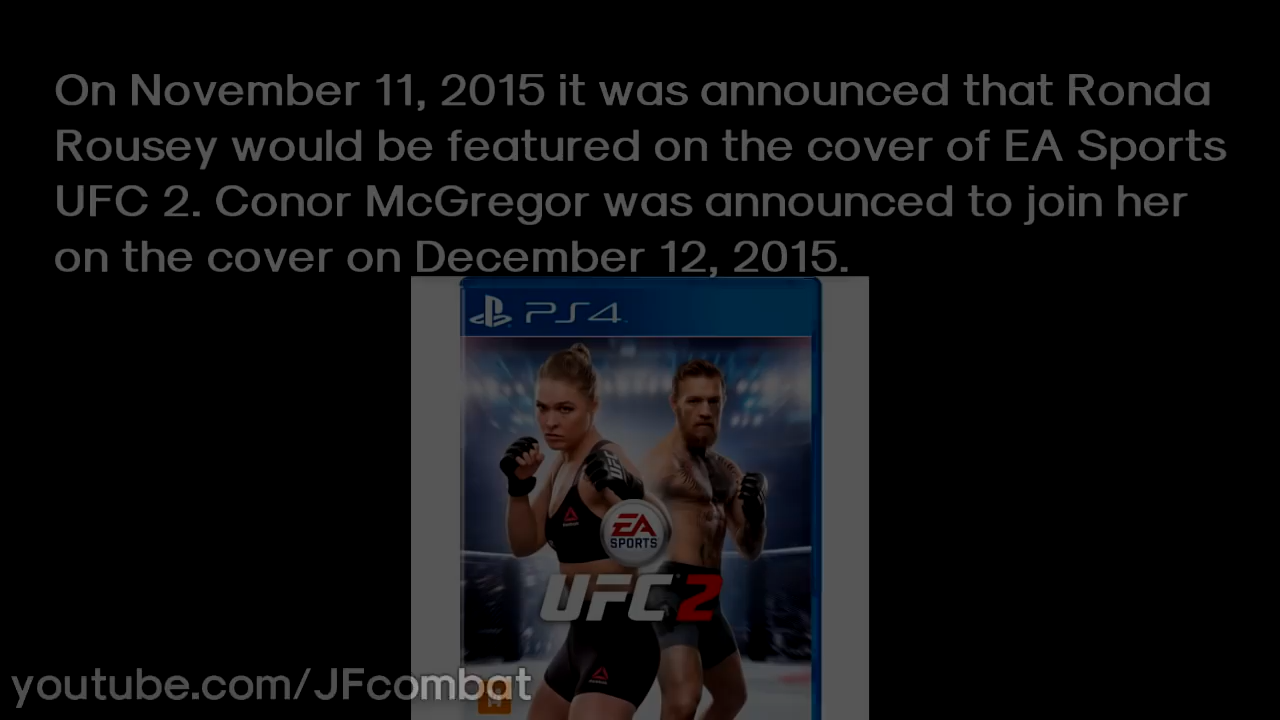 On November 11, 2015 it was announced that Ronda
Rousey would be featured on the cover of EA Sports
UFC 2. Conor McGregor was announced to join her
on the cover on December 12, 2015.
PS4
UFC
EA
SPORTS
UFC 2
youtube.com/JFcombat